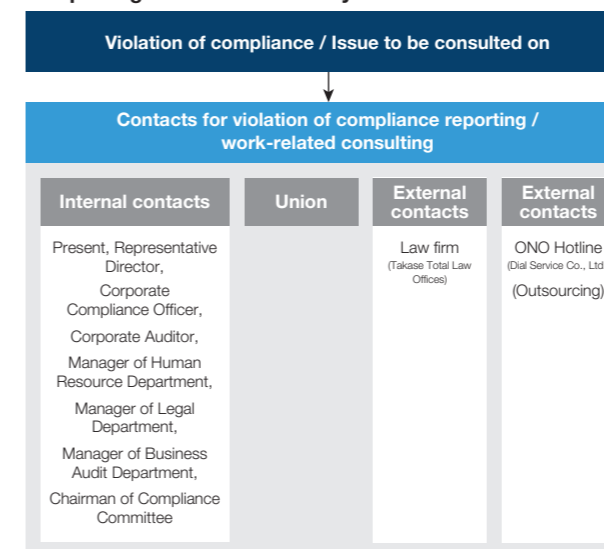 Violation of compliance / Issue to be consulted on
Contacts for violation of compliance reporting /
work-related consulting
Internal contacts
Present, Representative
Director,
Corporate
Compliance Officer,
Corporate Auditor,
Manager of Human
Resource Department,
Manager of Legal
Department,
Manager of Business
Audit Department,
Chairman of Compliance
Committee
Union
External
contacts
Law firm
(Takase Total Law
Offices)
External
contacts
ONO Hotline
(Dial Service Co., Ltd
(Outsourcing)